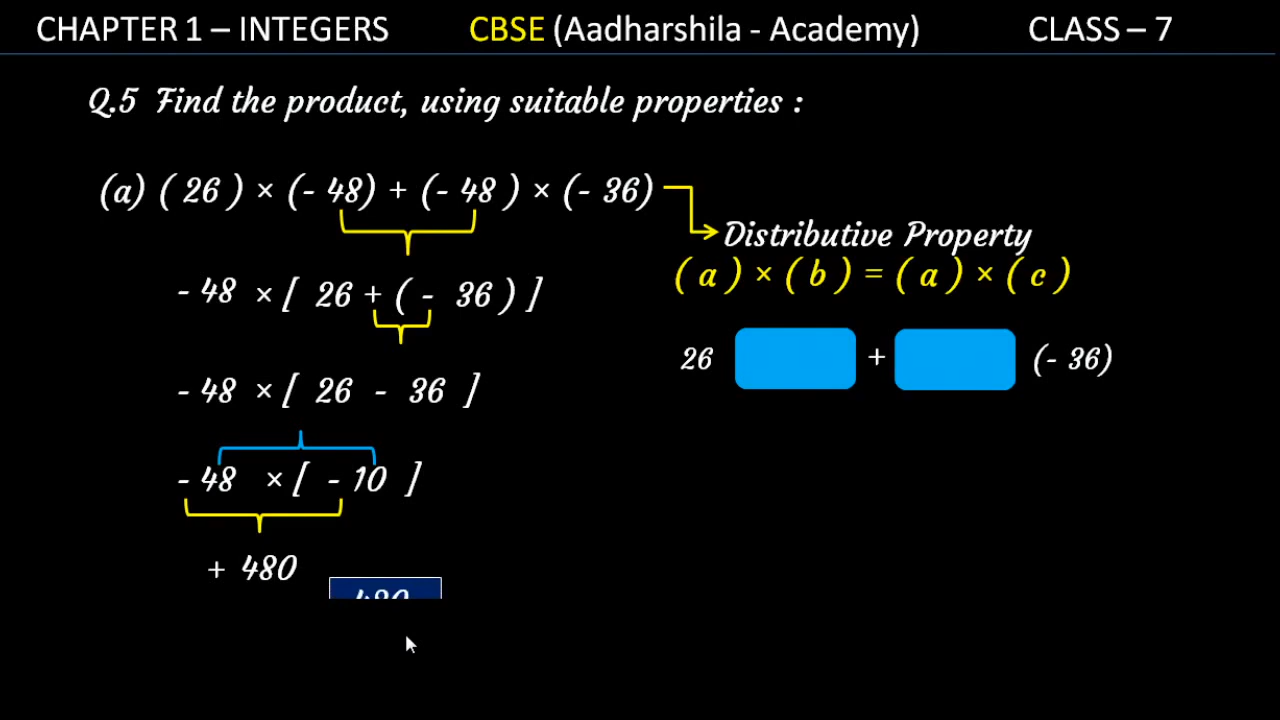 CHAPTER 1 – INTEGERS CBSE (Aadharshila - Academy) CLASS – 7
Q.5 Find the product, using suitable properties :
(a) ( 26 ) × (- 48) + (- 48 ) × (- 36)
Distributive Property
( a ) × ( b ) = ( a ) × ( c )
- 48 × [ 26 + ( - 36 ) ]
26 + (- 36)
- 48 × [ 26 - 36 ]
- 48 × [ - 10 ]
+ 480
480